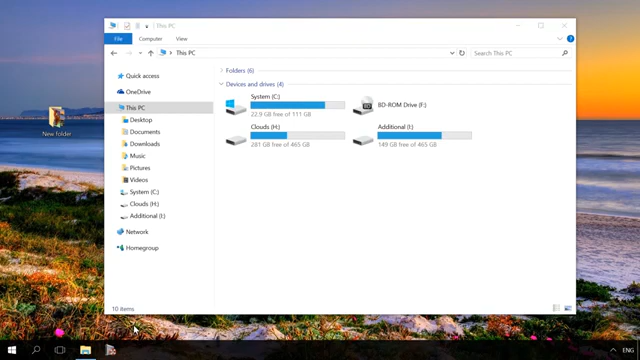 This PC
File
Computer
View
This PC
Search This PC
Quick access
OneDrive
This PC
Desktop
Documents
Downloads
Music
Pictures
Videos
System (C:)
Clouds (H:)
Additional (I:)
Network
Homegroup
Folders (6)
Devices and drives (4)
System (C:)
22.9 GB free of 111 GB
BD
BD-ROM Drive (F:)
Clouds (H:)
281 GB free of 465 GB
Additional (I:)
149 GB free of 465 GB
10 items
New folder
ENG